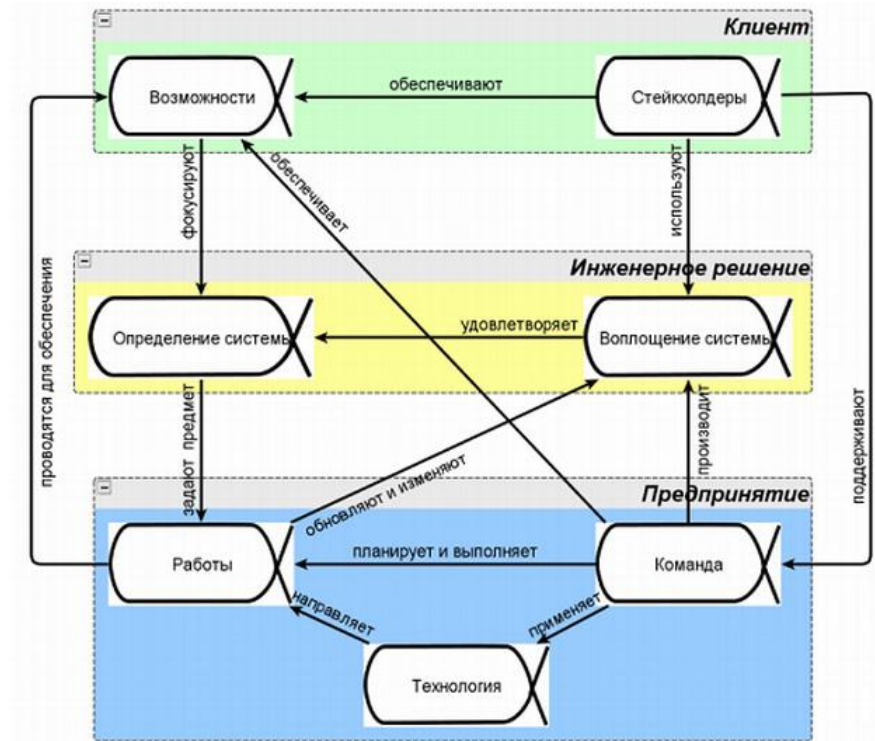 Клиент
Возможности
обеспечивают
Стейкхолдеры
фокусируют
обеспечивает
используют
Инженерное решение
Определение системы
удовлетворяет
Воплощение системы
проводятся для обеспечения
задают предмет
обновляют и изменяют
производит
поддерживают
Предпринятие
Работы
планирует и выполняет
Команда
направляет
применяет
Технология